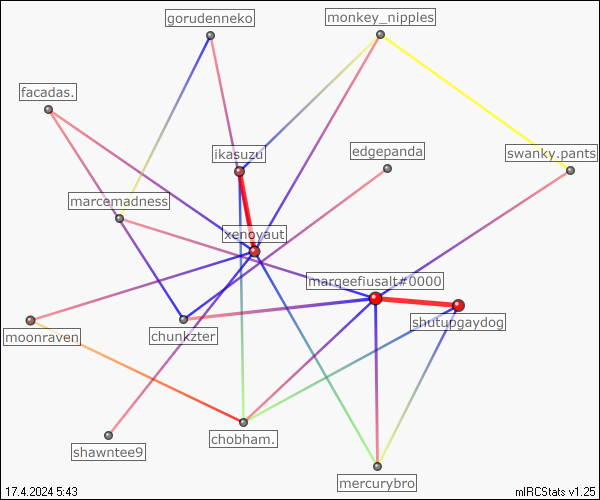 gorudenneko
monkey_nipples
facadas.
ikasuzu
edgepanda
swanky.pants
marcemadness
xenoyaut
marqeefiusalt#0000
shutupgaydog
moonraven
chunkzter
chobham.
shawntee9
mercurybro
17.4.2024 5:43
mIRCStats v1.25